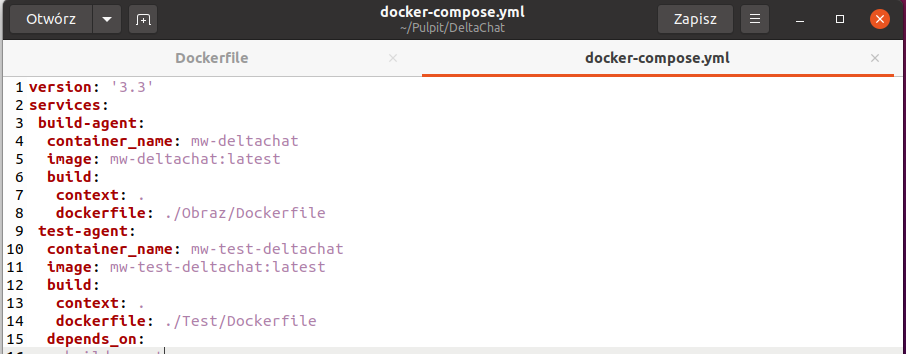 Otwórz
docker-compose.yml
~/Pulpit/DeltaChat
Zapisz
Dockerfile
docker-compose.yml
1 version: '3.3'
2 services:
3  build-agent:
4   container_name: mw-deltachat
5   image: mw-deltachat:latest
6   build:
7    context: .
8    dockerfile: ./Obraz/Dockerfile
9  test-agent:
10   container_name: mw-test-deltachat
11   image: mw-test-deltachat:latest
12   build:
13    context: .
14    dockerfile: ./Test/Dockerfile
15   depends_on: